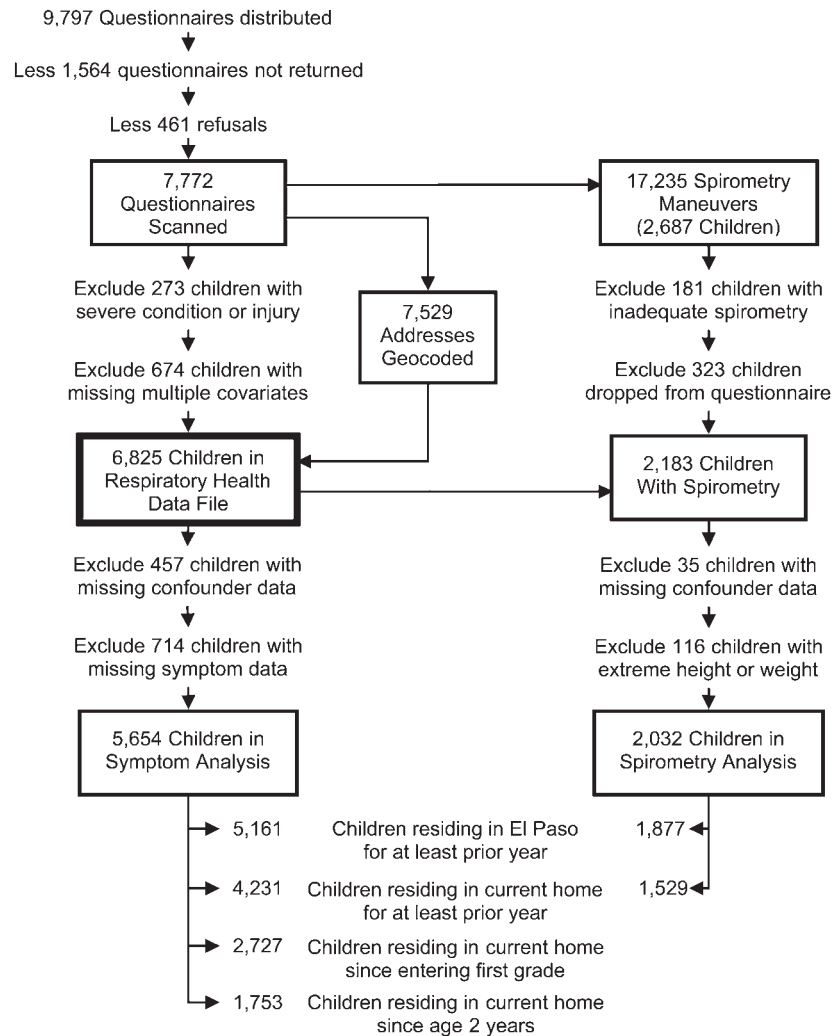 9,797 Questionnaires distributed
Less 1,564 questionnaires not returned
Less 461 refusals
7,772
Questionnaires
Scanned
17,235 Spirometry
Maneuvers
(2,687 Children)
Exclude 273 children with
severe condition or injury
7,529
Addresses
Geocoded
Exclude 181 children with
inadequate spirometry
Exclude 674 children with
missing multiple covariates
Exclude 323 children
dropped from questionnaire
6,825 Children in
Respiratory Health
Data File
2,183 Children
With Spirometry
Exclude 457 children with
missing confounder data
Exclude 35 children with
missing confounder data
Exclude 714 children with
missing symptom data
Exclude 116 children with
extreme height or weight
5,654 Children in
Symptom Analysis
2,032 Children in
Spirometry Analysis
5,161 Children residing in El Paso 1,877
for at least prior year
4,231 Children residing in current home 1,529
for at least prior year
2,727 Children residing in current home
since entering first grade
1,753 Children residing in current home
since age 2 years